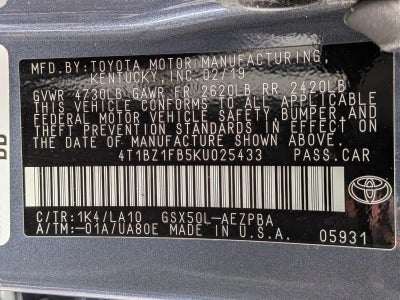 MFD.BY: TOYOTA MOTOR MANUFACTURING,
KENTUCKY, INC. 02/19
GVWR 4730LB GAWR FR 2620LB RR 2420LB
THIS VEHICLE CONFORMS TO ALL APPLICABLE
FEDERAL MOTOR VEHICLE SAFETY, BUMPER, AND
THEFT PREVENTION STANDARDS IN EFFECT ON
THE DATE OF MANUFACTURE SHOWN ABOVE.
4T1BZ1FB5KU025433 PASS.CAR
C/TR:1K4/LA10 GSX50L-AEZPBA
A/TM:-01A/UA80E MADE IN U.S.A. 05931
TOYOTA